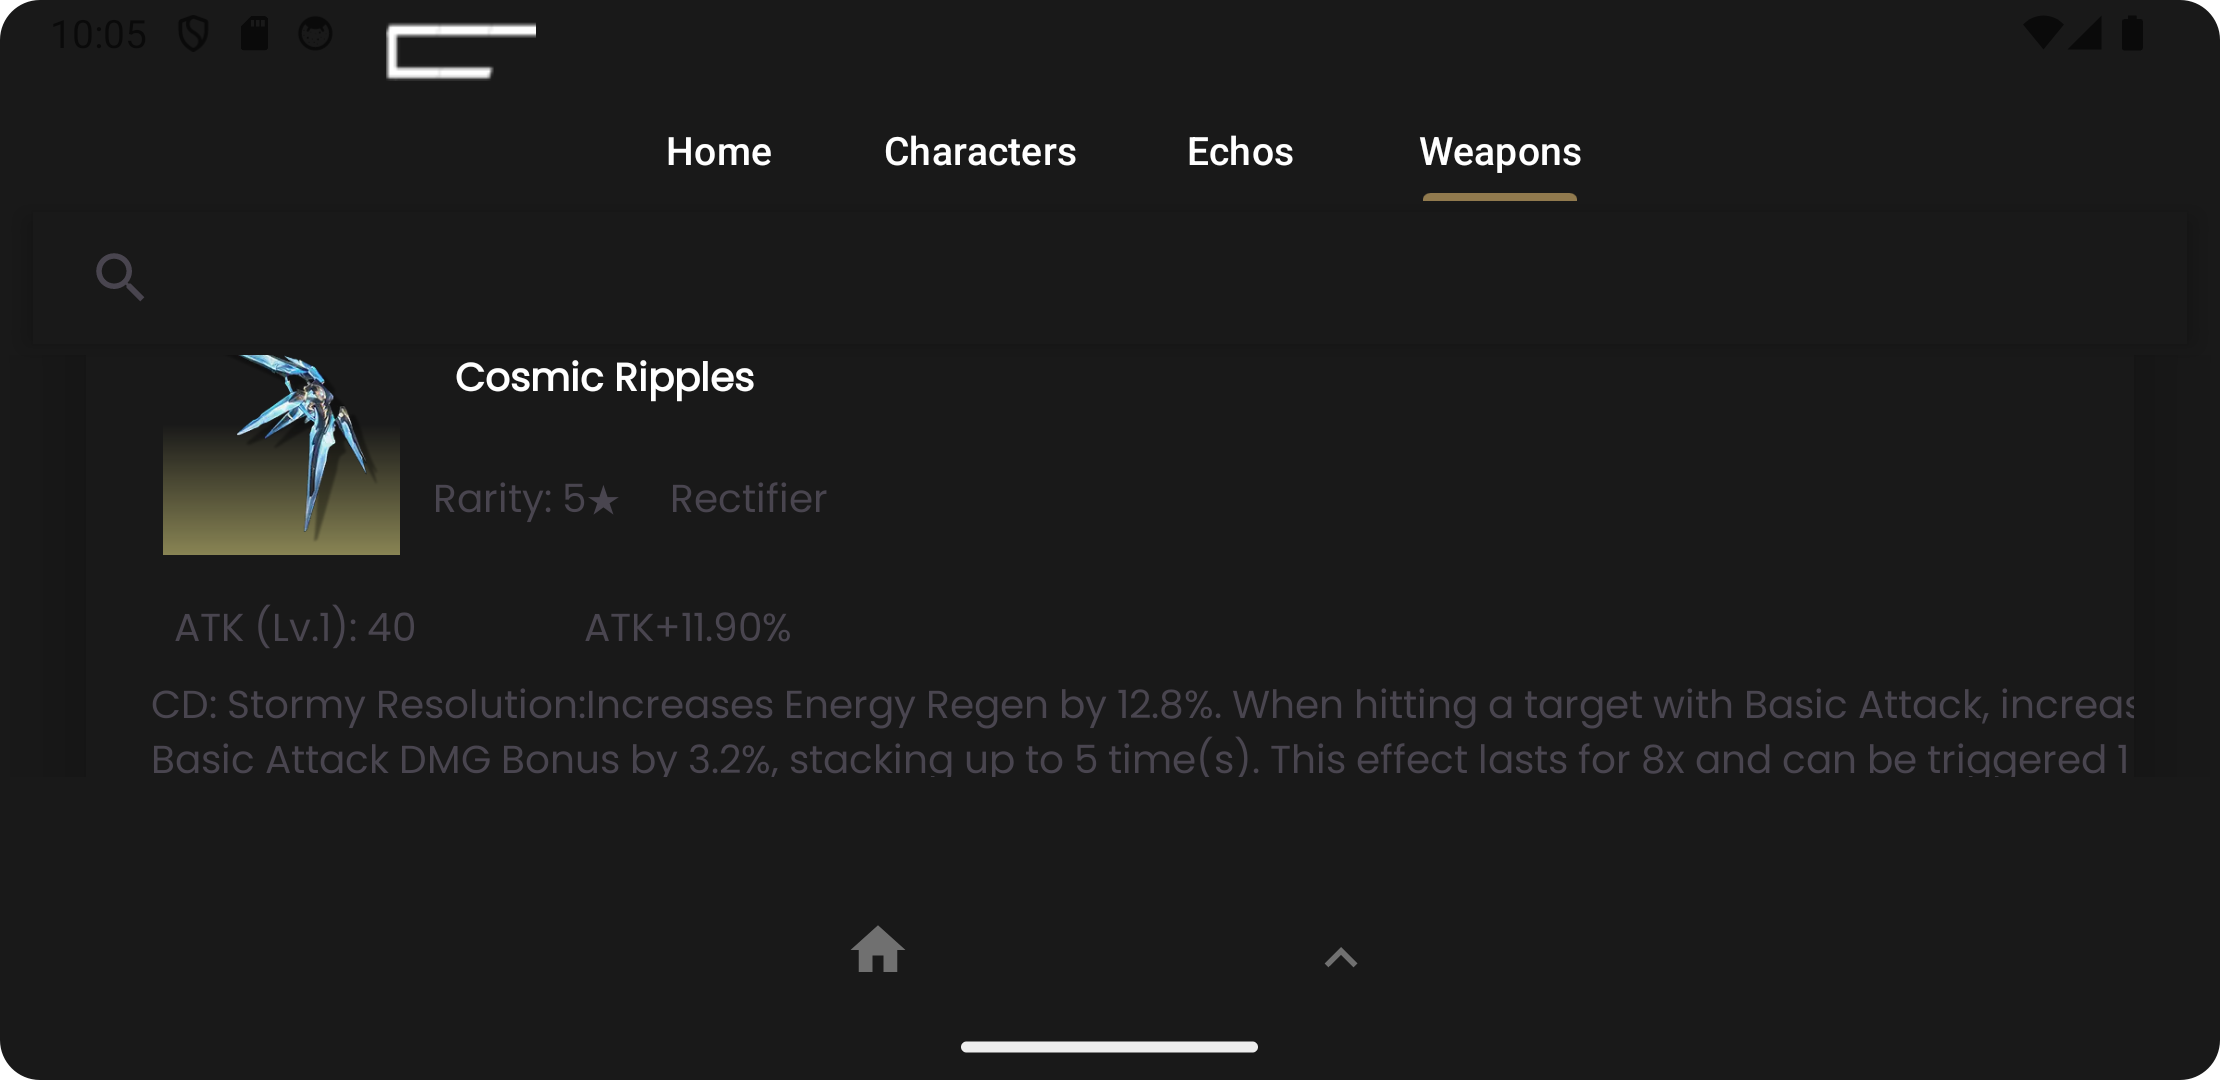 10:05
Home Characters Echos Weapons
Cosmic Ripples
Rarity: 5★ Rectifier
ATK (Lv.1): 40 ATK+11.90%
CD: Stormy Resolution:Increases Energy Regen by 12.8%. When hitting a target with Basic Attack, increas
Basic Attack DMG Bonus by 3.2%, stacking up to 5 time(s). This effect lasts for 8x and can be triggered 1